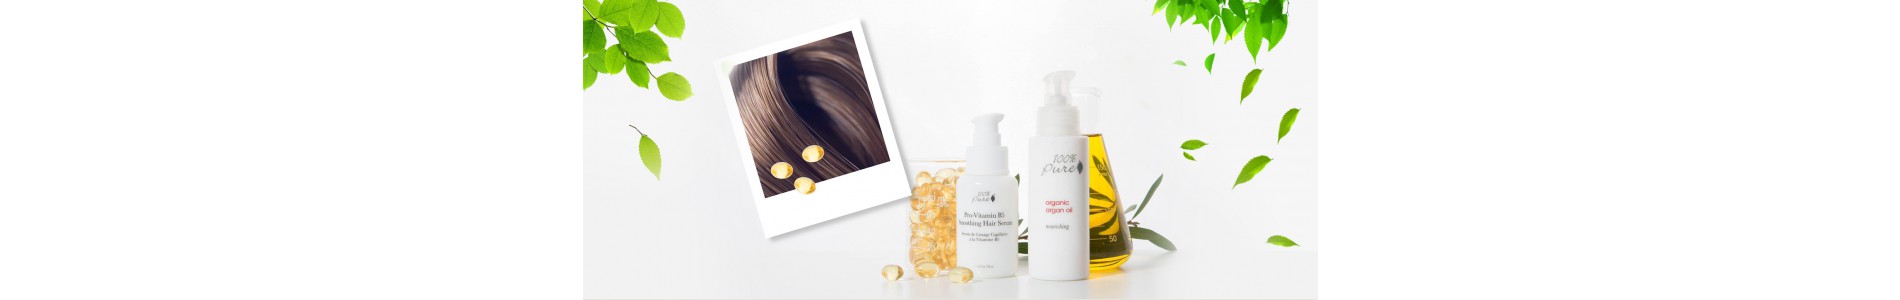 100%
Pure
Pro-Vitamin B5
Smoothing Hair Serum
100%
Pure
organic
argan oil
nourishing
50